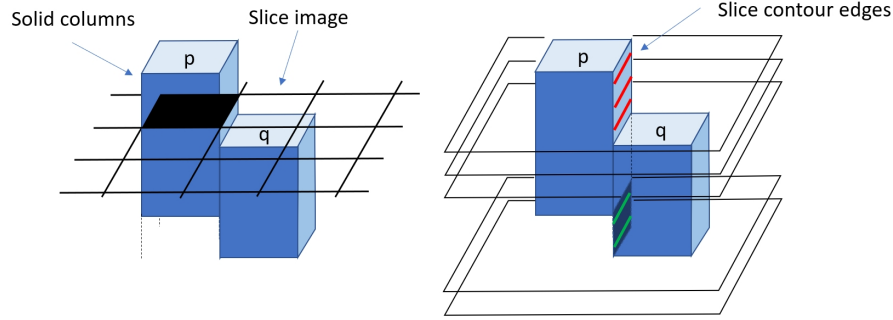 Solid columns
Slice image
p
q
Slice contour edges
p
q